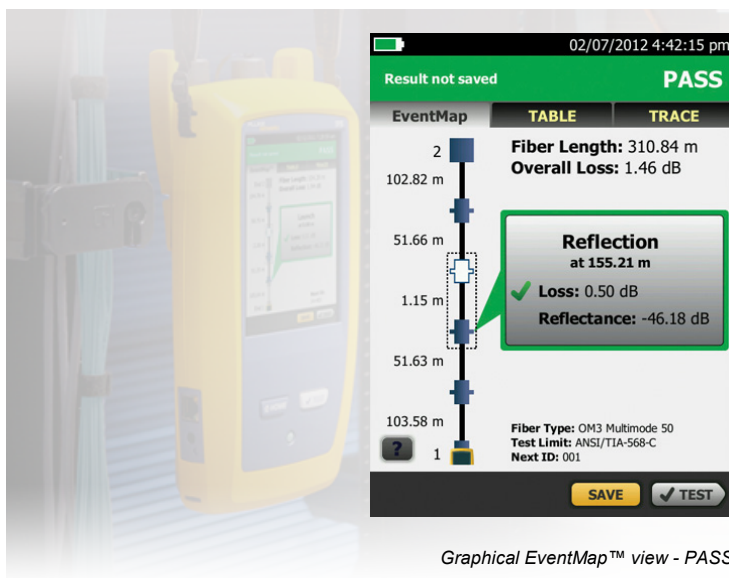 02/07/2012 4:42:15 pm
Result not saved
PASS
EventMap
TABLE
TRACE
2
Fiber Length: 310.84 m
Overall Loss: 1.46 dB
102.82 m
51.66 m
Reflection
at 155.21 m
Loss: 0.50 dB
Reflectance: -46.18 dB
1.15 m
51.63 m
103.58 m
Fiber Type: OM3 Multimode 50
Test Limit: ANSI/TIA-568-C
Next ID: 001
?
1
SAVE
TEST
Graphical EventMap™ view - PASS